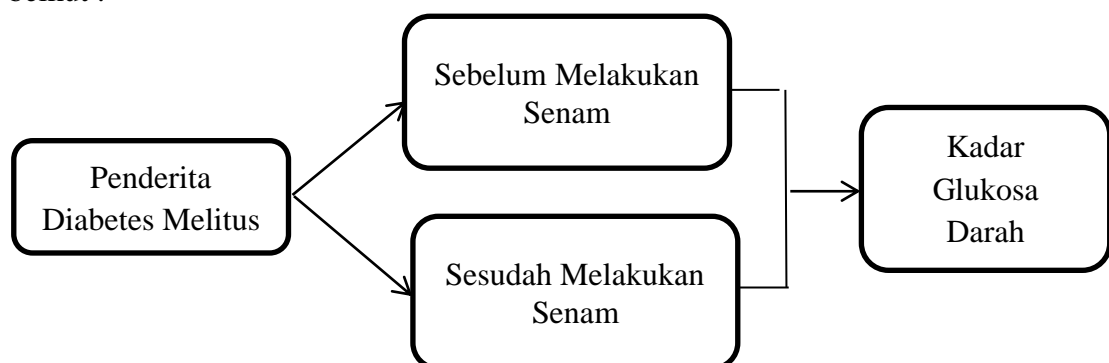 Penderita
Diabetes Melitus
Sebelum Melakukan
Senam
Sesudah Melakukan
Senam
Kadar
Glukosa
Darah